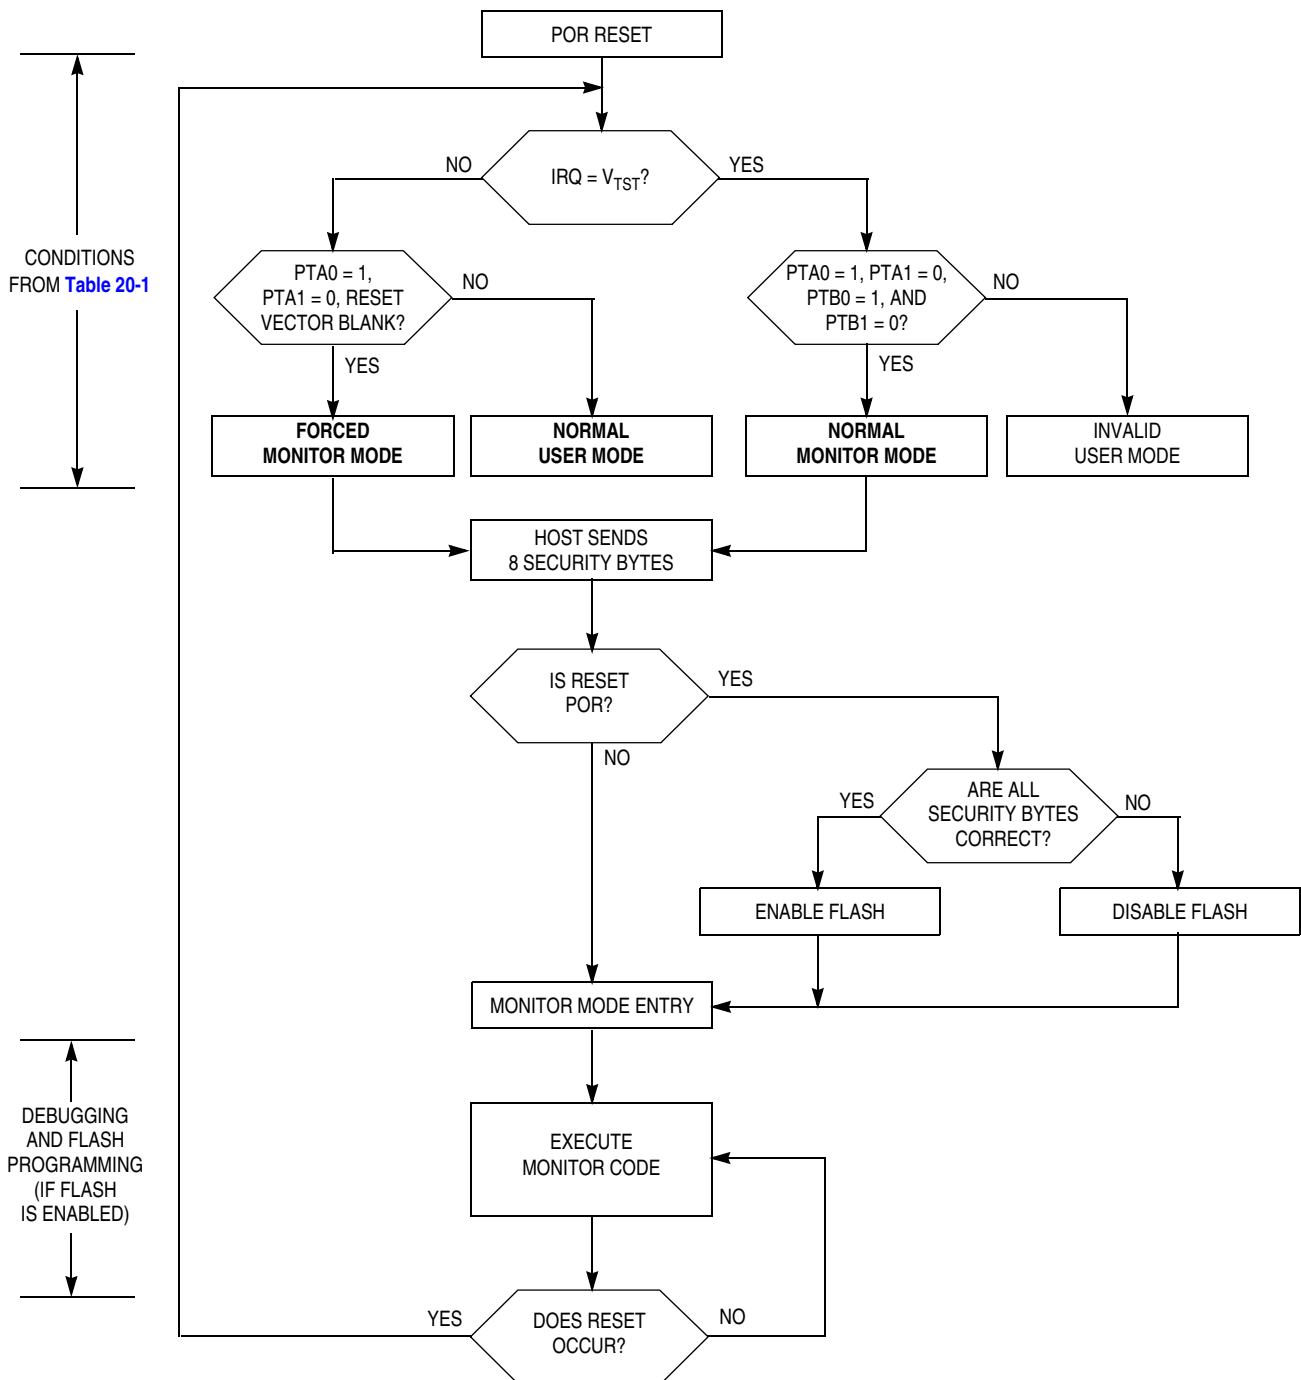 POR RESET
NO
YES
IRQ = VTST?
CONDITIONS
FROM Table 20-1
PTA0 = 1,
PTA1 = 0, RESET
VECTOR BLANK?
NO
YES
PTA0 = 1, PTA1 = 0,
PTB0 = 1, AND
PTB1 = 0?
NO
YES
FORCED
MONITOR MODE
NORMAL
USER MODE
NORMAL
MONITOR MODE
INVALID
USER MODE
HOST SENDS
8 SECURITY BYTES
IS RESET
POR?
YES
NO
ARE ALL
SECURITY BYTES
CORRECT?
YES
NO
ENABLE FLASH
DISABLE FLASH
MONITOR MODE ENTRY
DEBUGGING
AND FLASH
PROGRAMMING
(IF FLASH
IS ENABLED)
EXECUTE
MONITOR CODE
YES
DOES RESET
OCCUR?
NO